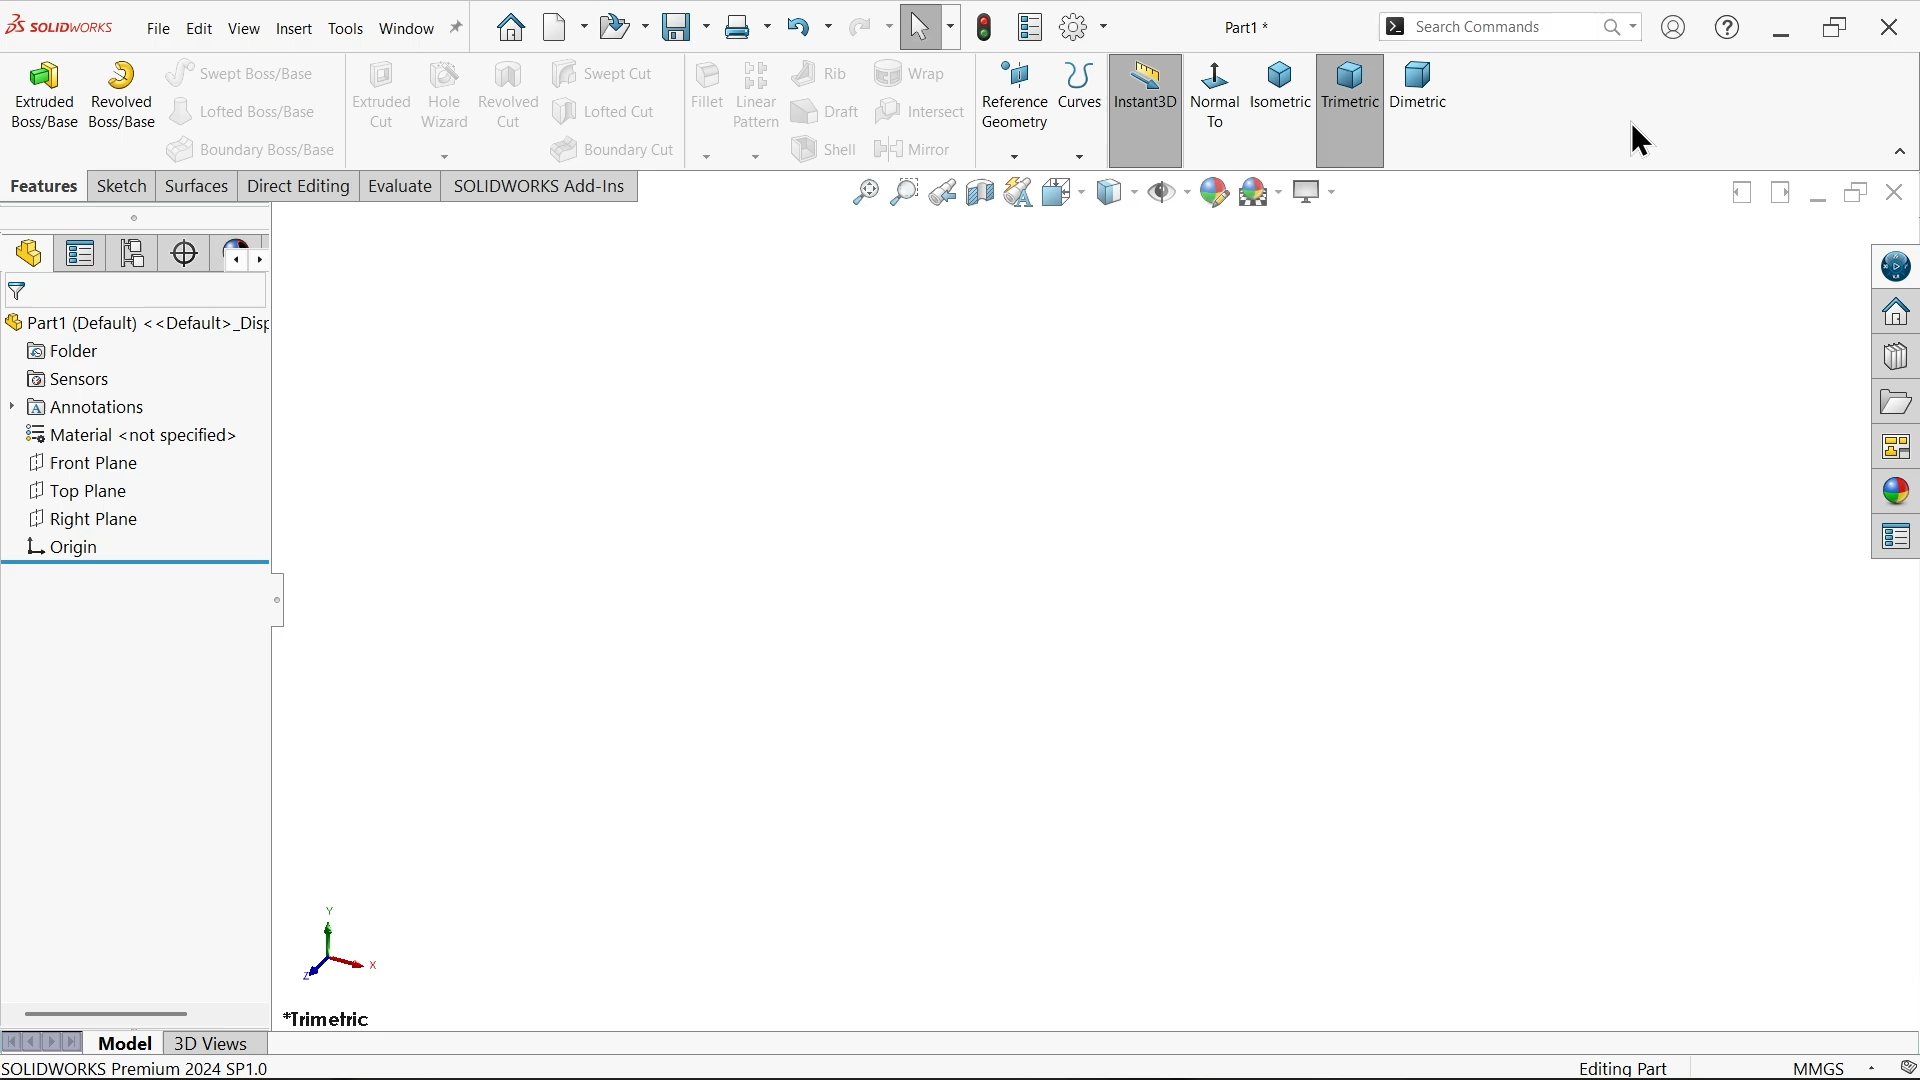 SOLIDWORKS File Edit View Insert Tools Window Part1 * Search Commands
Extruded Boss/Base
Revolved Boss/Base
Swept Boss/Base
Lofted Boss/Base
Boundary Boss/Base
Extruded Cut
Hole Wizard
Revolved Cut
Swept Cut
Lofted Cut
Boundary Cut
Fillet
Linear Pattern
Rib
Draft
Shell
Wrap
Intersect
Mirror
Reference Geometry
Curves
Instant3D
Normal To
Isometric
Trimetric
Dimetric
Features Sketch Surfaces Direct Editing Evaluate SOLIDWORKS Add-Ins
Part1 (Default) <<Default>_Disp
Folder
Sensors
Annotations
Material <not specified>
Front Plane
Top Plane
Right Plane
Origin
Y
X
Z
*Trimetric
Model 3D Views
SOLIDWORKS Premium 2024 SP1.0 Editing Part MMGS